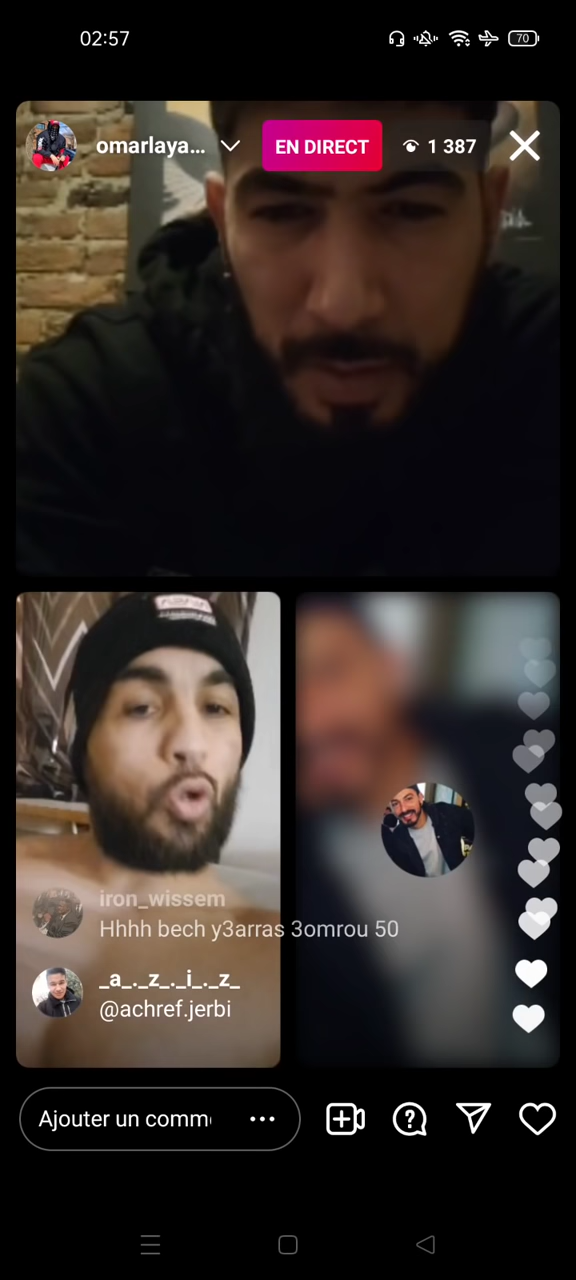 02:57
70
omarlaya...
EN DIRECT
1 387
iron_wissem
Hhhh bech y3arras 3omrou 50
_a_._z_._i_._z_
@achref.jerbi
Ajouter un comm